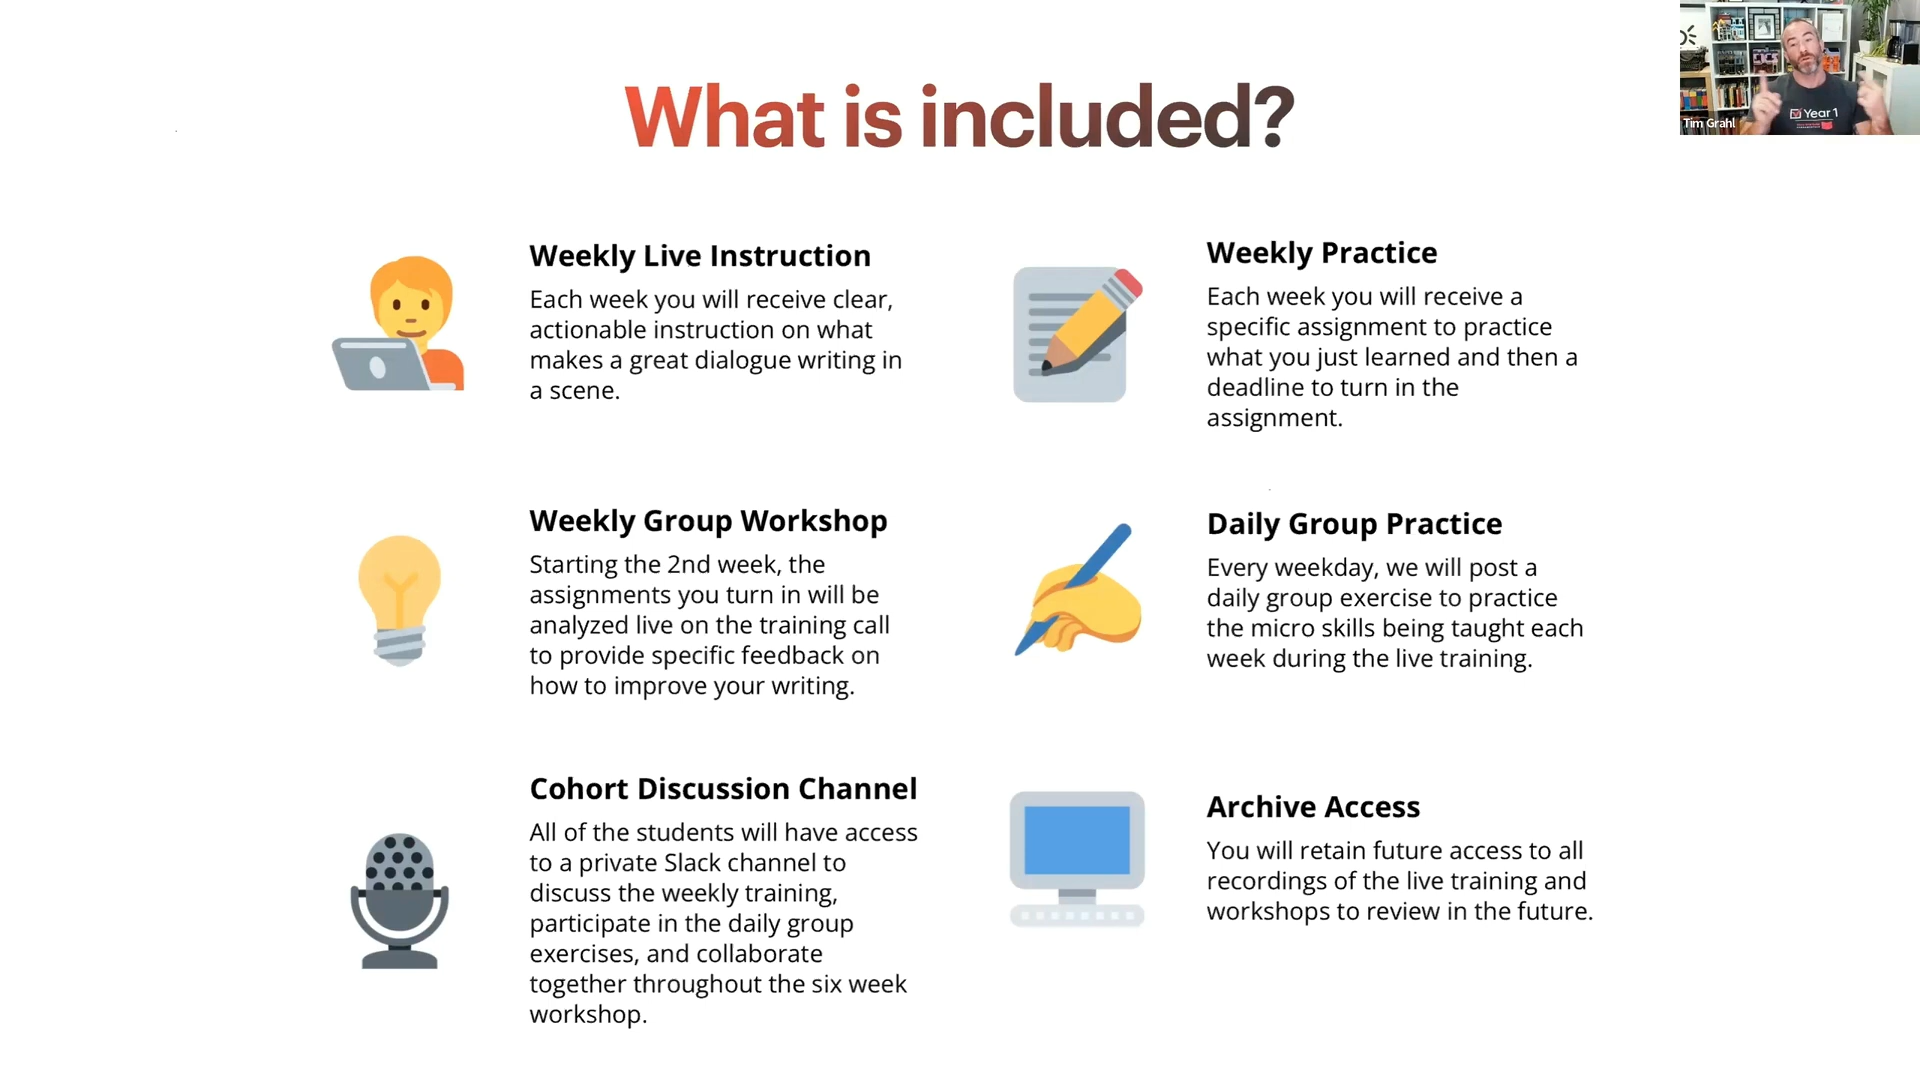 What is included?
Year 1
Tim Grahl
Weekly Live Instruction
Each week you will receive clear,
actionable instruction on what
makes a great dialogue writing in
a scene.
Weekly Practice
Each week you will receive a
specific assignment to practice
what you just learned and then a
deadline to turn in the
assignment.
Weekly Group Workshop
Starting the 2nd week, the
assignments you turn in will be
analyzed live on the training call
to provide specific feedback on
how to improve your writing.
Daily Group Practice
Every weekday, we will post a
daily group exercise to practice
the micro skills being taught each
week during the live training.
Cohort Discussion Channel
All of the students will have access
to a private Slack channel to
discuss the weekly training,
participate in the daily group
exercises, and collaborate
together throughout the six week
workshop.
Archive Access
You will retain future access to all
recordings of the live training and
workshops to review in the future.